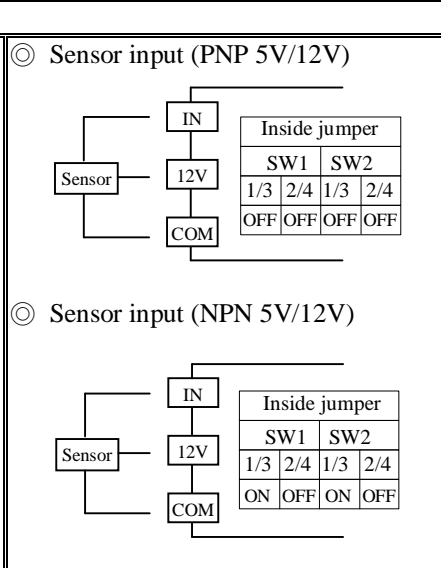 ◎ Sensor input (PNP 5V/12V)
IN
12V
COM
Sensor
Inside jumper
SW1 SW2
1/3 2/4 1/3 2/4
OFF OFF OFF OFF
◎ Sensor input (NPN 5V/12V)
IN
12V
COM
Sensor
Inside jumper
SW1 SW2
1/3 2/4 1/3 2/4
ON OFF ON OFF